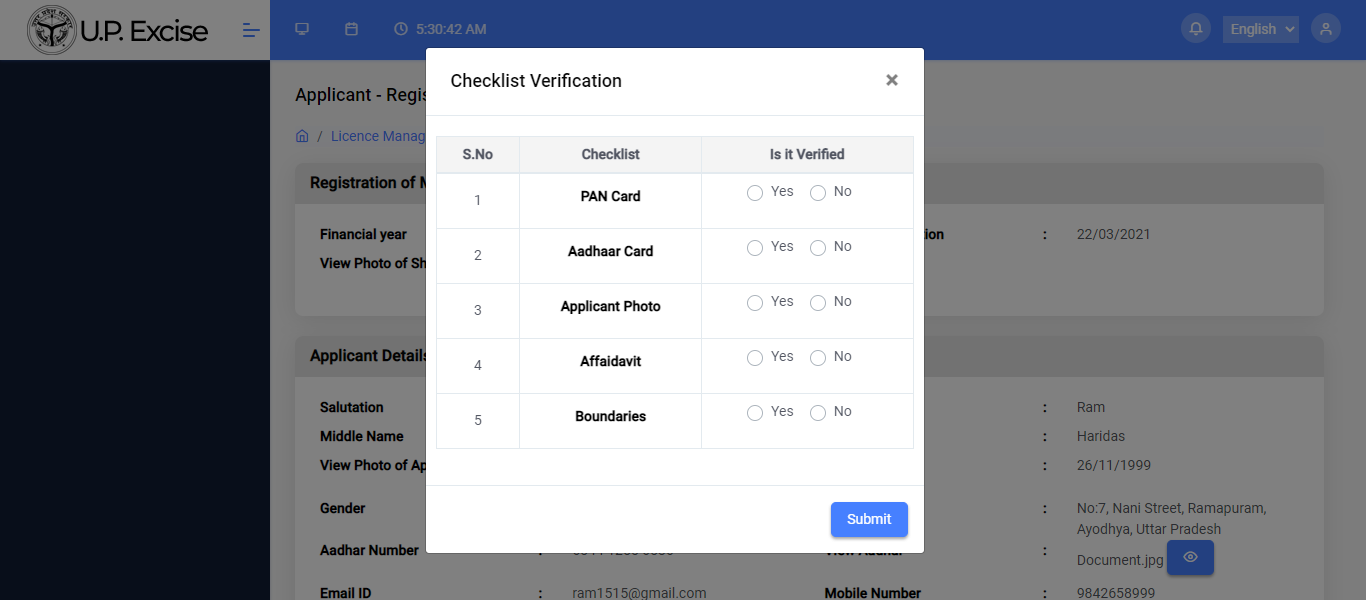 U.P. Excise
5:30:42 AM
English
Applicant - Regis
Licence Manag
/
Checklist Verification
×
S.No Checklist Is it Verified
1 PAN Card Yes No
2 Aadhaar Card Yes No
3 Applicant Photo Yes No
4 Affaidavit Yes No
5 Boundaries Yes No
Submit
Registration of M
Financial year
ion : 22/03/2021
View Photo of Sh
Applicant Details
Salutation : Ram
Middle Name : Haridas
View Photo of Ap : 26/11/1999
Gender : No:7, Nani Street, Ramapuram,
Ayodhya, Uttar Pradesh
Aadhar Number : View Aadhar : Document.jpg
Email ID : ram1515@gmail.com Mobile Number : 9842658999